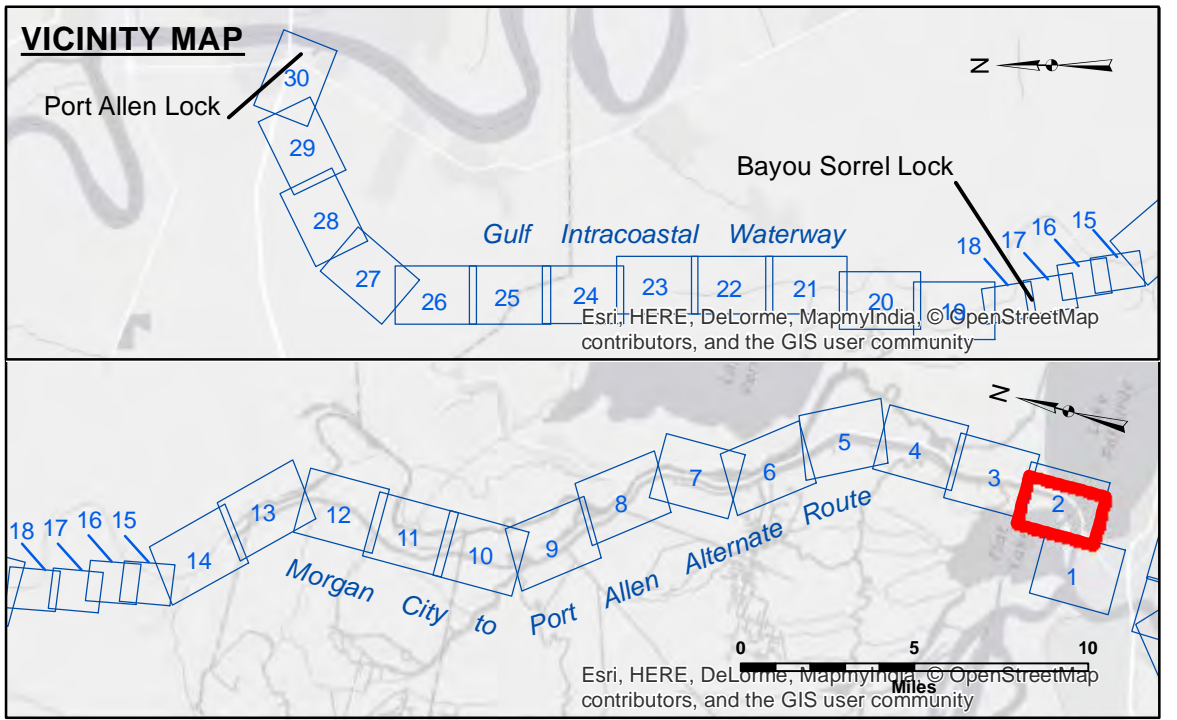 VICINITY MAP
N
30
Port Allen Lock
29
Bayou Sorrel Lock
28
Gulf Intracoastal Waterway
15
16
17
18
27
26
25
24
23
22
21
20
19
Esri, HERE, DeLorme, MapmyIndia, © OpenStreetMap
contributors, and the GIS user community
N
5
4
7
6
3
8
2
13
12
18 17 16 15
11
10
9
14
1
Morgan City to Port Allen Alternate Route
0 5 10
Esri, HERE, DeLorme, MapmyIndia, © OpenStreetMap
Miles
contributors, and the GIS user community